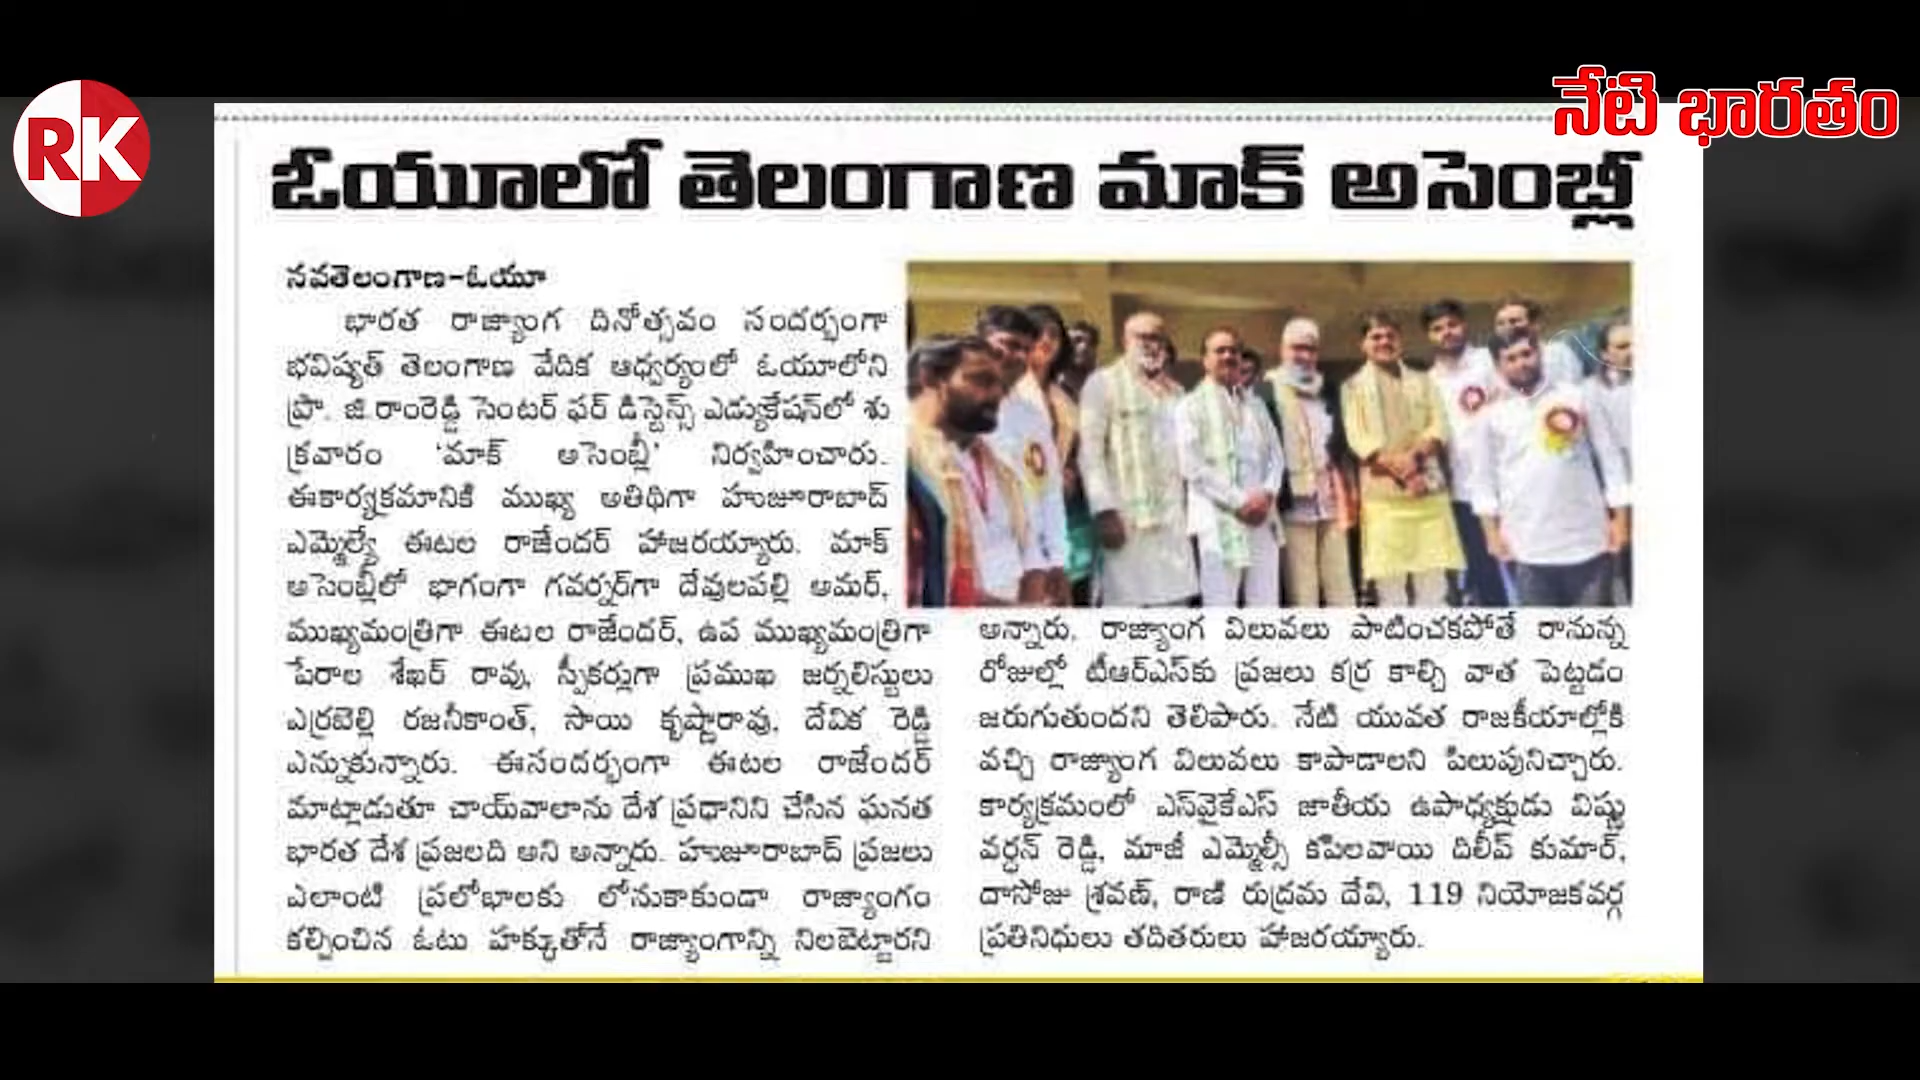 RK
నేటి భారతం
ఓయూలో తెలంగాణ మాక్ అసెంబ్లీ
నవతెలంగాణ-ఓయూ
భారత రాజ్యాంగ దినోత్సవం సందర్భంగా
భవిష్యత్ తెలంగాణ వేదిక ఆధ్వర్యంలో ఓయూలోని
ప్రొ. జి.రాంరెడ్డి సెంటర్ ఫర్ డిస్టెన్స్ ఎడ్యుకేషన్‌లో శు
క్రవారం 'మాక్ అసెంబ్లీ' నిర్వహించారు.
ఈకార్యక్రమానికి ముఖ్య అతిథిగా హుజూరాబాద్
ఎమ్మెల్యే ఈటల రాజేందర్ హాజరయ్యారు. మాక్
అసెంబ్లీలో భాగంగా గవర్నర్‌గా దేవులపల్లి అమర్,
ముఖ్యమంత్రిగా ఈటల రాజేందర్, ఉప ముఖ్యమంత్రిగా
పేరాల శేఖర్ రావు, స్పీకర్లుగా ప్రముఖ జర్నలిస్టులు
ఎర్రబెల్లి రజనీకాంత్, సాయి కృష్ణారావు, దేవిక రెడ్డి
ఎన్నుకున్నారు. ఈసందర్భంగా ఈటల రాజేందర్
మాట్లాడుతూ చాయ్‌వాలాను దేశ ప్రధానిని చేసిన ఘనత
భారత దేశ ప్రజలది అని అన్నారు. హుజూరాబాద్ ప్రజలు
ఎలాంటి ప్రలోభాలకు లోనుకాకుండా రాజ్యాంగం
కల్పించిన ఓటు హక్కుతోనే రాజ్యాంగాన్ని నిలబెట్టారని
అన్నారు. రాజ్యాంగ విలువలు పాటించకపోతే రానున్న
రోజుల్లో టీఆర్ఎస్‌కు ప్రజలు కర్ర కాల్చి వాత పెట్టడం
జరుగుతుందని తెలిపారు. నేటి యువత రాజకీయాల్లోకి
వచ్చి రాజ్యాంగ విలువలు కాపాడాలని పిలుపునిచ్చారు.
కార్యక్రమంలో ఎస్‌వైకేఎస్ జాతీయ ఉపాధ్యక్షుడు విష్ణు
వర్ధన్ రెడ్డి, మాజీ ఎమ్మెల్సీ కపిలవాయి దిలీప్ కుమార్,
దాసోజు శ్రవణ్, రాణి రుద్రమ దేవి, 119 నియోజకవర్గ
ప్రతినిధులు తదితరులు హాజరయ్యారు.